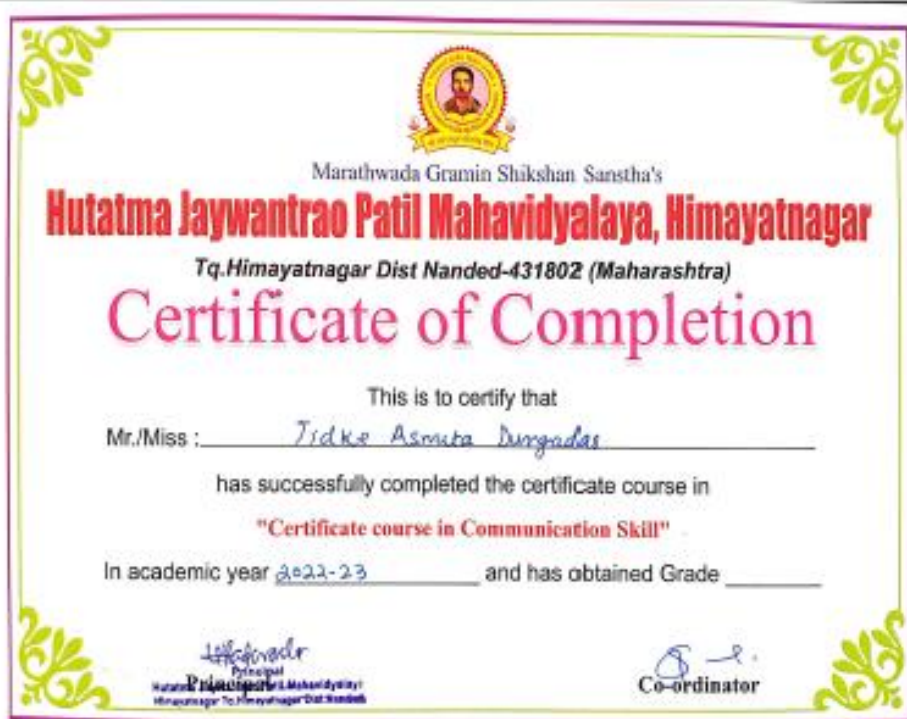 Marathwada Gramin Shikshan Sanstha's
Hutatma Jaywantrao Patil Mahavidyalaya, Himayatnagar
Tq.Himayatnagar Dist Nanded-431802 (Maharashtra)
Certificate of Completion
This is to certify that
Mr./Miss : Tidke Asmita Durgadas
has successfully completed the certificate course in
"Certificate course in Communication Skill"
In academic year 2022-23 and has obtained Grade
Principal
Principal Co-ordinator